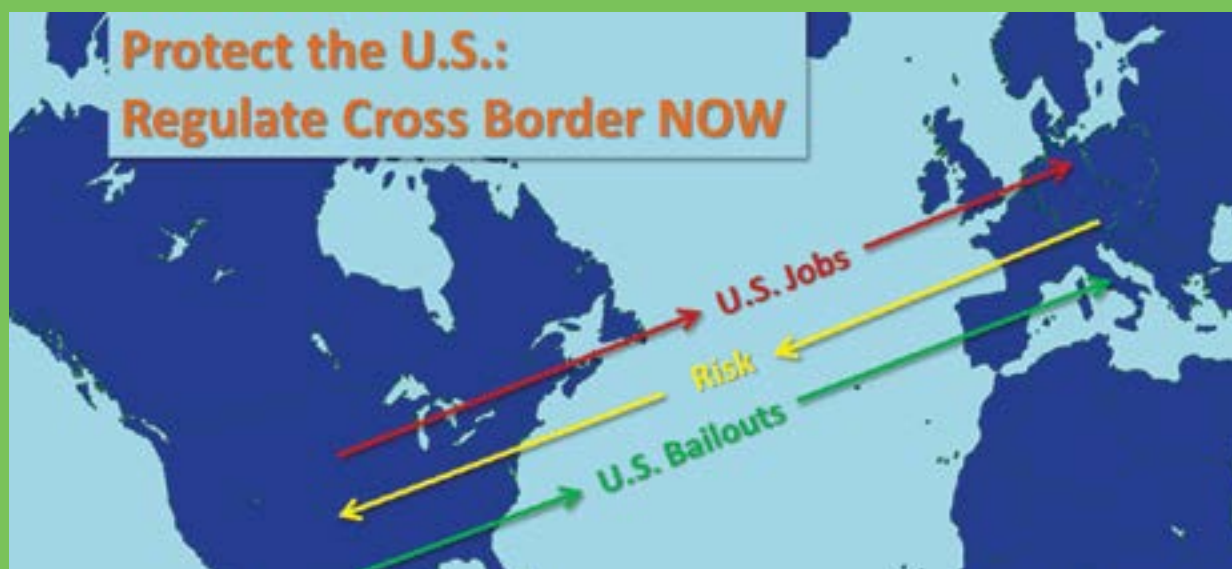 Protect the U.S.:
Regulate Cross Border NOW
U.S. Jobs
Risk
U.S. Bailouts